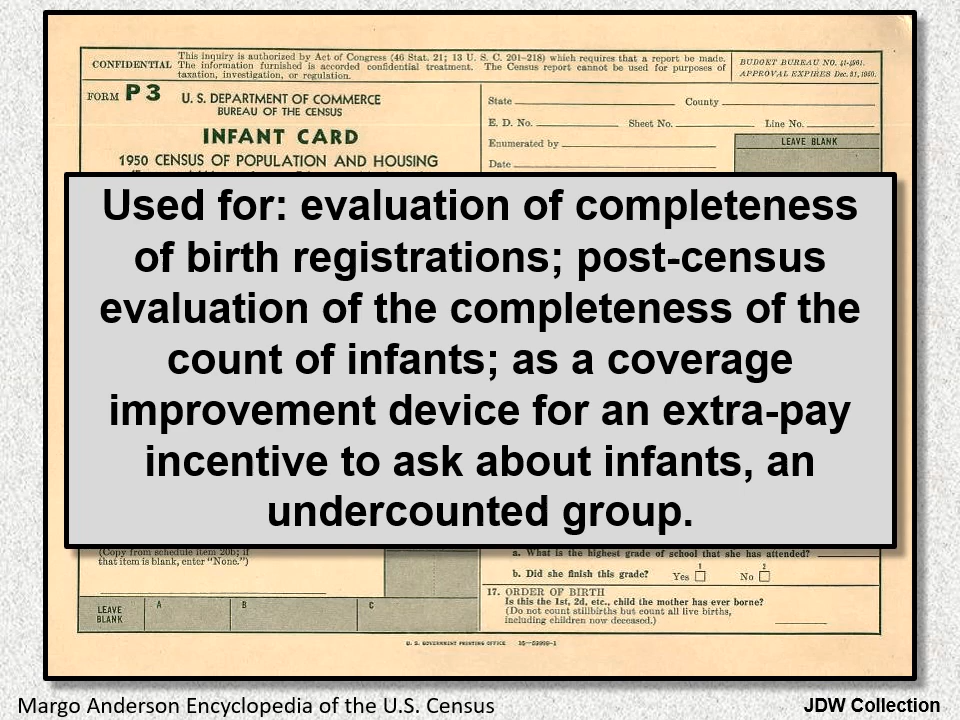 CONFIDENTIAL
This inquiry is authorized by Act of Congress (46 Stat. 21; 13 U. S. C. 201-218) which requires that a report be made.
The information furnished is accorded confidential treatment. The Census report cannot be used for purposes of
taxation, investigation, or regulation.
BUDGET BUREAU NO. 41-4961.
APPROVAL EXPIRES Dec. 31, 1950.
FORM P 3
U. S. DEPARTMENT OF COMMERCE
BUREAU OF THE CENSUS
INFANT CARD
1950 CENSUS OF POPULATION AND HOUSING
State County
E. D. No. Sheet No. Line No.
Enumerated by
Date
LEAVE BLANK
Used for: evaluation of completeness
of birth registrations; post-census
evaluation of the completeness of the
count of infants; as a coverage
improvement device for an extra-pay
incentive to ask about infants, an
undercounted group.
(Copy from schedule item 20b; if
that item is blank, enter "None.")
LEAVE
BLANK
A
B
C
a. What is the highest grade of school that she has attended?
b. Did she finish this grade? Yes 1 No 2
17. ORDER OF BIRTH
Is this the 1st, 2d, etc., child the mother has ever borne?
(Do not count stillbirths but count all live births,
including children now deceased.)
U. S. GOVERNMENT PRINTING OFFICE
Margo Anderson Encyclopedia of the U.S. Census
JDW Collection